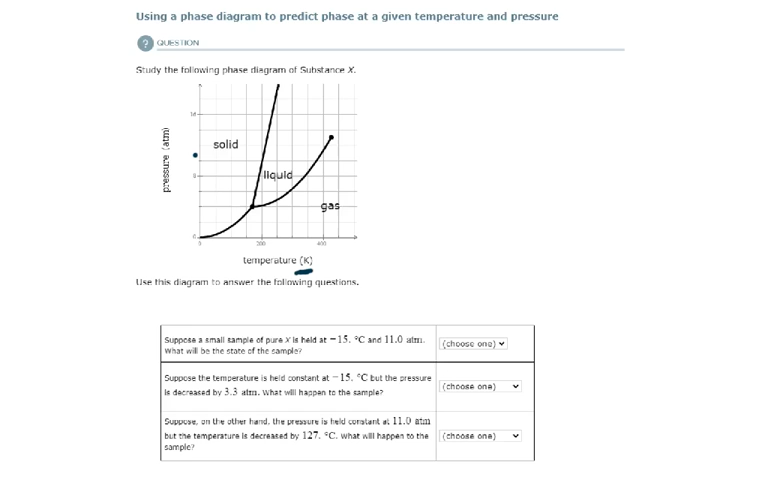 Using a phase diagram to predict phase at a given temperature and pressure
? QUESTION
Study the following phase diagram of Substance X.
16
solid
pressure (atm)
8
liquid
gas
0
0 200 400
temperature (K)
Use this diagram to answer the following questions.
Suppose a small sample of pure X is held at −15. °C and 11.0 atm.
What will be the state of the sample?
(choose one)
Suppose the temperature is held constant at −15. °C but the pressure
is decreased by 3.3 atm. What will happen to the sample?
(choose one)
Suppose, on the other hand, the pressure is held constant at 11.0 atm
but the temperature is decreased by 127. °C. What will happen to the
sample?
(choose one)